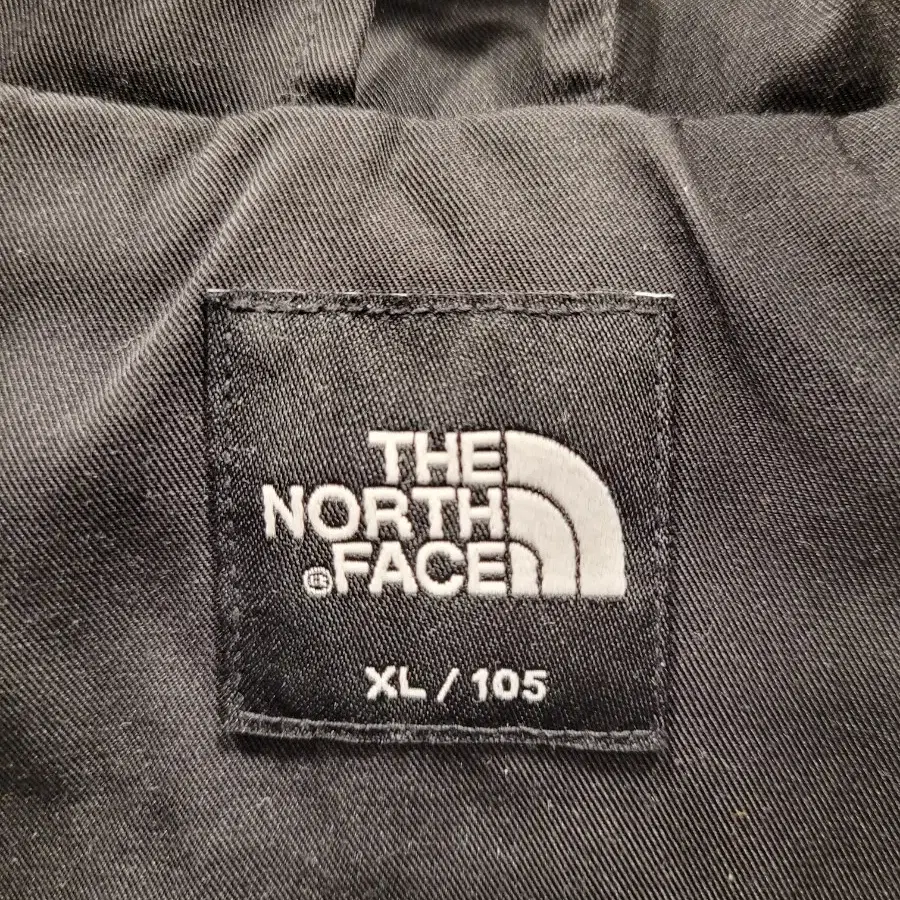 THE
NORTH
®FACE
XL / 105